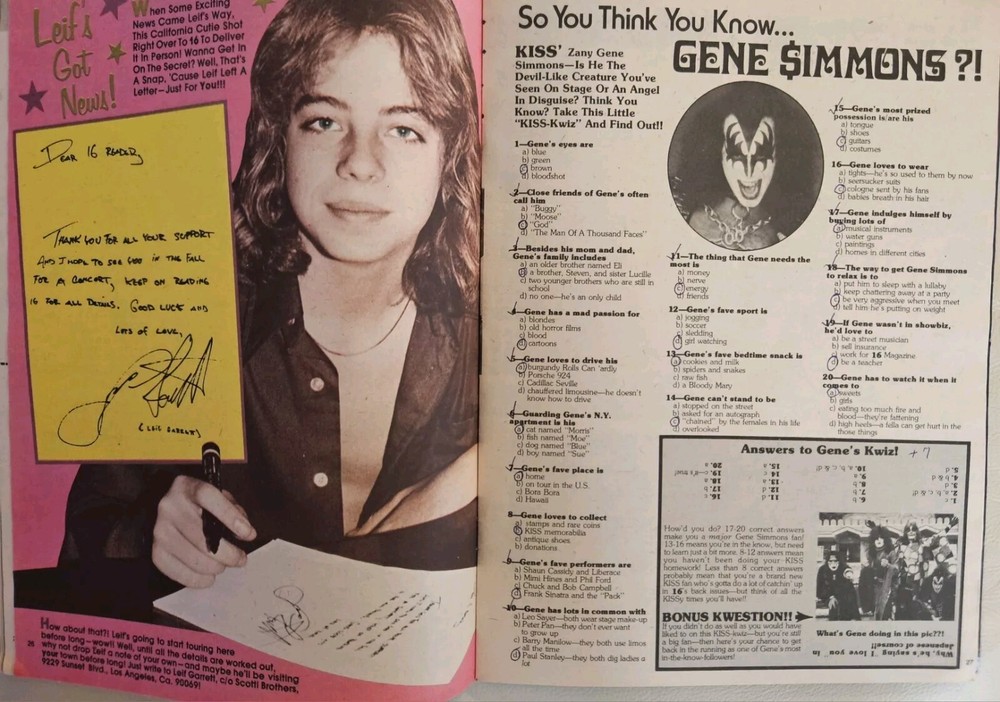 Leif's
Got
News!
When Some Exciting
News Came Leif's Way,
This California Cutie Shot
Right Over To 16 To Deliver
It In Person! Wanna Get In
On The Secret? Well, That's
A Snap, 'Cause Leif Left A
Letter—Just For You!!!
DEAR 16 READER,
THANK YOU FOR ALL YOUR SUPPORT
AND I HOPE TO SEE YOU IN THE FALL
FOR A CONCERT, KEEP ON READING
16 FOR ALL DETAILS. GOOD LUCK AND
LOTS OF LOVE,
(LEIF GARRETT)
How about that?! Leif's going to start touring here
before long—wow!! Well, until all the details are worked out,
why not drop Leif a note of your own—and maybe he'll be visiting
your town before long! Just write to Leif Garrett, c/o Scotti Brothers,
9229 Sunset Blvd., Los Angeles, Ca. 90069!
26
So You Think You Know...
GENE $IMMONS ?!
KISS' Zany Gene
Simmons—Is He The
Devil-Like Creature You've
Seen On Stage Or An Angel
In Disguise? Think You
Know? Take This Little
"KISS-Kwiz" And Find Out!!
1—Gene's eyes are
a) blue
b) green
c) brown
d) bloodshot
2—Close friends of Gene's often
call him
a) "Buggy"
b) "Moose"
c) "God"
d) "The Man Of A Thousand Faces"
3—Besides his mom and dad,
Gene's family includes
a) an older brother named Eli
b) a brother, Steven, and sister Lucille
c) two younger brothers who are still in
school
d) no one—he's an only child
4—Gene has a mad passion for
a) blondes
b) old horror films
c) blood
d) cartoons
5—Gene loves to drive his
a) burgundy Rolls Can 'ardly
b) Porsche 924
c) Cadillac Seville
d) chauffered limousine—he doesn't
know how to drive
6—Guarding Gene's N.Y.
apartment is his
a) cat named "Morris"
b) fish named "Moe"
c) dog named "Blue"
d) boy named "Sue"
7—Gene's fave place is
a) home
b) on tour in the U.S.
c) Bora Bora
d) Hawaii
8—Gene loves to collect
a) stamps and rare coins
b) KISS memorabilia
c) antique shoes
d) donations
9—Gene's fave performers are
a) Shaun Cassidy and Liberace
b) Mimi Hines and Phil Ford
c) Chuck and Bob Campbell
d) Frank Sinatra and the "Pack"
10—Gene has lots in common with
a) Leo Sayer—both wear stage make-up
b) Peter Pan—they don't ever want
to grow up
c) Barry Manilow—they both use limos
all the time
d) Paul Stanley—they both dig ladies a
lot
11—The thing that Gene needs the
most is
a) money
b) nerve
c) energy
d) friends
12—Gene's fave sport is
a) jogging
b) soccer
c) sledding
d) girl watching
13—Gene's fave bedtime snack is
a) cookies and milk
b) spiders and snakes
c) raw fish
d) a Bloody Mary
14—Gene can't stand to be
a) stopped on the street
b) asked for an autograph
c) "chained" by the females in his life
d) overlooked
15—Gene's most prized
possession is/are his
a) tongue
b) shoes
c) guitars
d) costumes
16—Gene loves to wear
a) tights—he's so used to them by now
b) seersucker suits
c) cologne sent by his fans
d) babies breath in his hair
17—Gene indulges himself by
buying lots of
a) musical instruments
b) water guns
c) paintings
d) homes in different cities
18—The way to get Gene Simmons
to relax is to
a) put him to sleep with a lullaby
b) keep chattering away at a party
c) be very aggressive when you meet
d) tell him he's putting on weight
19—If Gene wasn't in showbiz,
he'd love to
a) be a street musician
b) sell insurance
c) work for 16 Magazine
d) be a teacher
20—Gene has to watch it when it
comes to
a) sweets
b) girls
c) eating too much fire and
blood—they're fattening
d) high heels—a fella can get hurt in the
those things
Answers to Gene's Kwiz! +7
1. c
2. a, b, c, & d!
3. d
4. b & d
5. d
6. b
7. b
8. b
9. a
10. a, b, c, & d!
11. d
12. d
13. a
14. c
15. a
16. c
17. b
18. a
20. a
How'd you do? 17-20 correct answers
make you a major Gene Simmons fan!
13-16 means you're in the know, but need
to learn just a bit more. 8-12 answers mean
you haven't been doing your KISS
homework! Less than 8 correct answers
probably mean that you're a brand new
KISS fan who's gotta do a lot of catchin' up
in 16's back issues—but think of all the
KISSy times you'll have!!
BONUS KWESTION!!
If you didn't do as well as you would have
liked to on this KISS-kwiz—but you're still
a big fan—then here's your chance to get
back in the running as one of Gene's most
in-the-know-followers!
What's Gene doing in this pic??!
Why, he's saying "I love you" in
Japanese of course!!
27